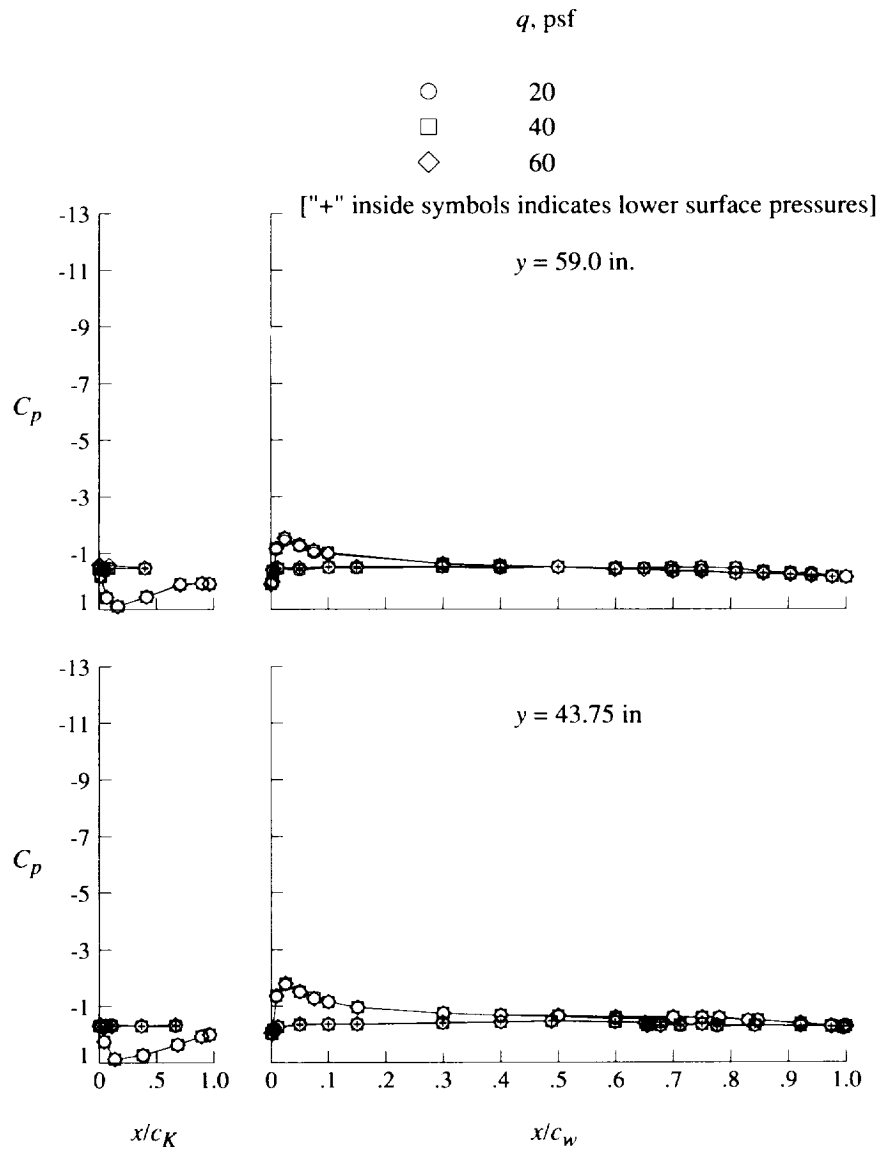 q, psf
20
40
60
["+" inside symbols indicates lower surface pressures]
y = 59.0 in.
-13
-11
-9
-7
-5
-3
-1
1
C_p
-13
-11
-9
-7
-5
-3
-1
1
C_p
y = 43.75 in
0 .5 1.0
0 .1 .2 .3 .4 .5 .6 .7 .8 .9 1.0
x/c_K
x/c_w